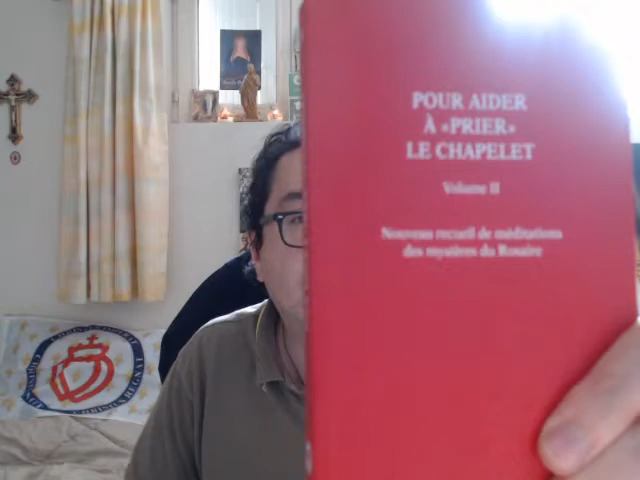 POUR AIDER
À «PRIER»
LE CHAPELET
Volume II
Nouveau recueil de méditations
des mystères du Rosaire